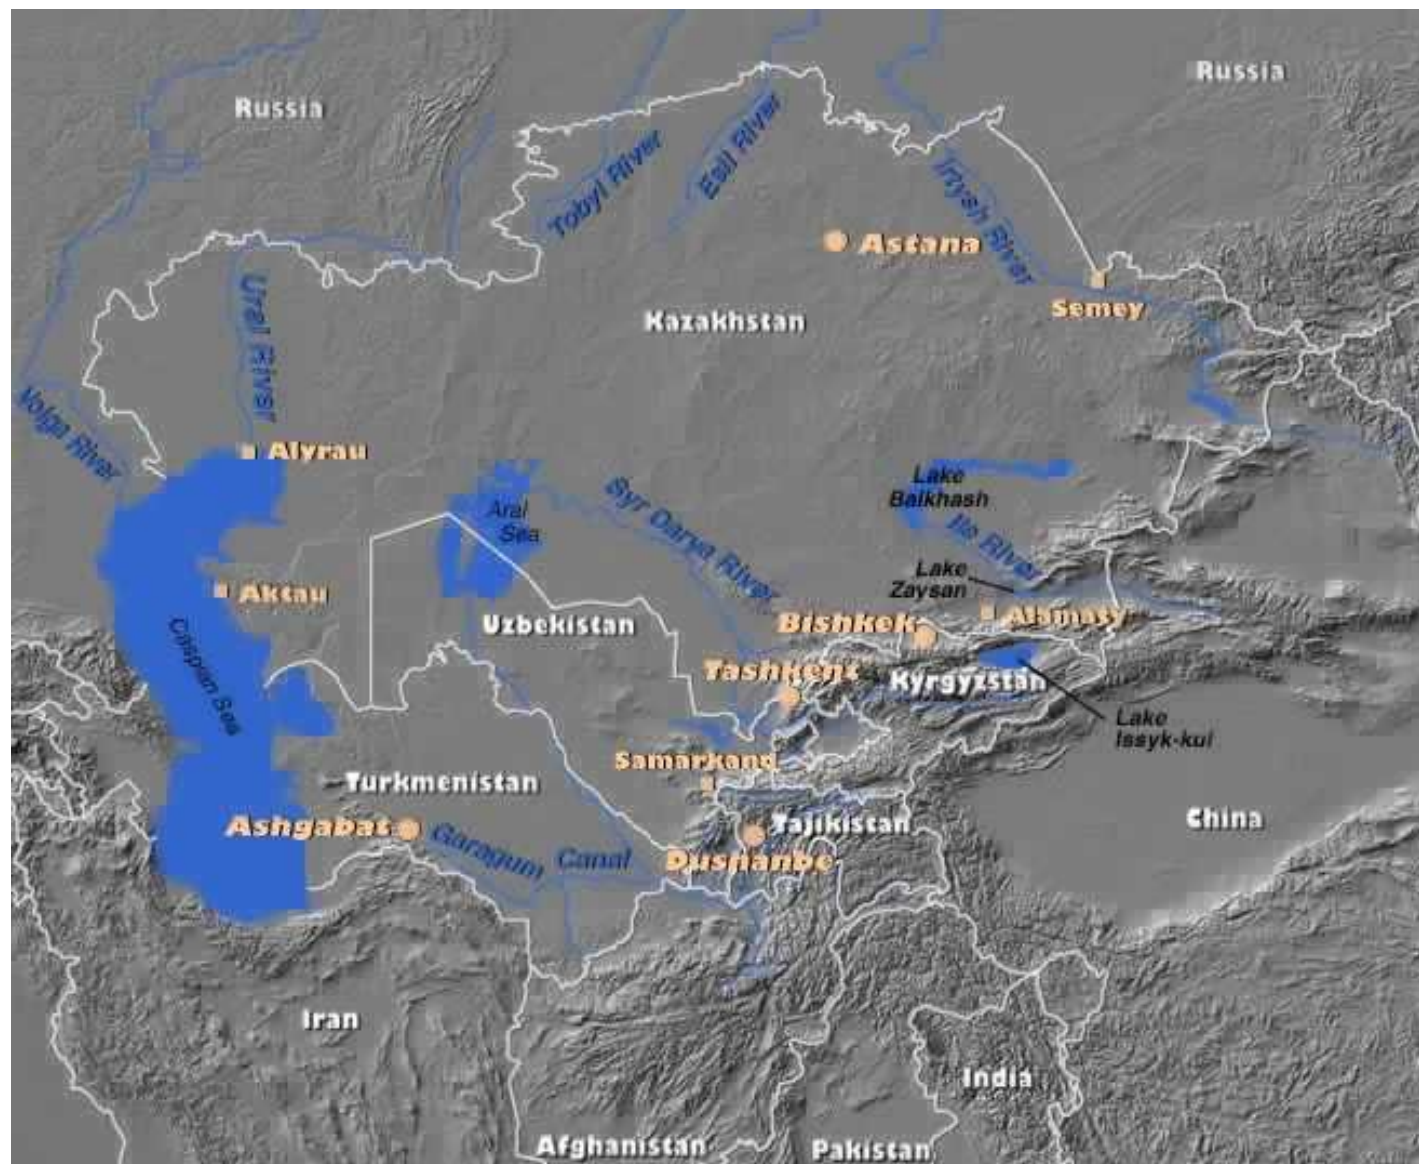 Russia
Russia
Tobyl River
Esil River
Irtysh River
Astana
Semey
Kazakhstan
Ural River
Volga River
Atyrau
Lake
Balkhash
Aral
Sea
Syr Darya River
Ile River
Lake
Zaysan
Aktau
Alamaty
Bishkek
Uzbekistan
Caspian Sea
Tashkent
Kyrgyzstan
Lake
Issyk-kul
Samarkand
Turkmenistan
China
Ashgabat
Tajikistan
Garagum Canal
Dushanbe
Iran
India
Afghanistan
Pakistan